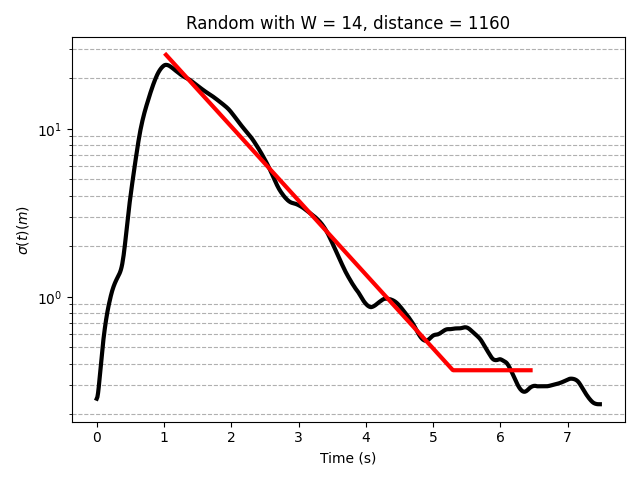 Random with W = 14, distance = 1160
σ(t)(m)
10¹
10⁰
0 1 2 3 4 5 6 7
Time (s)